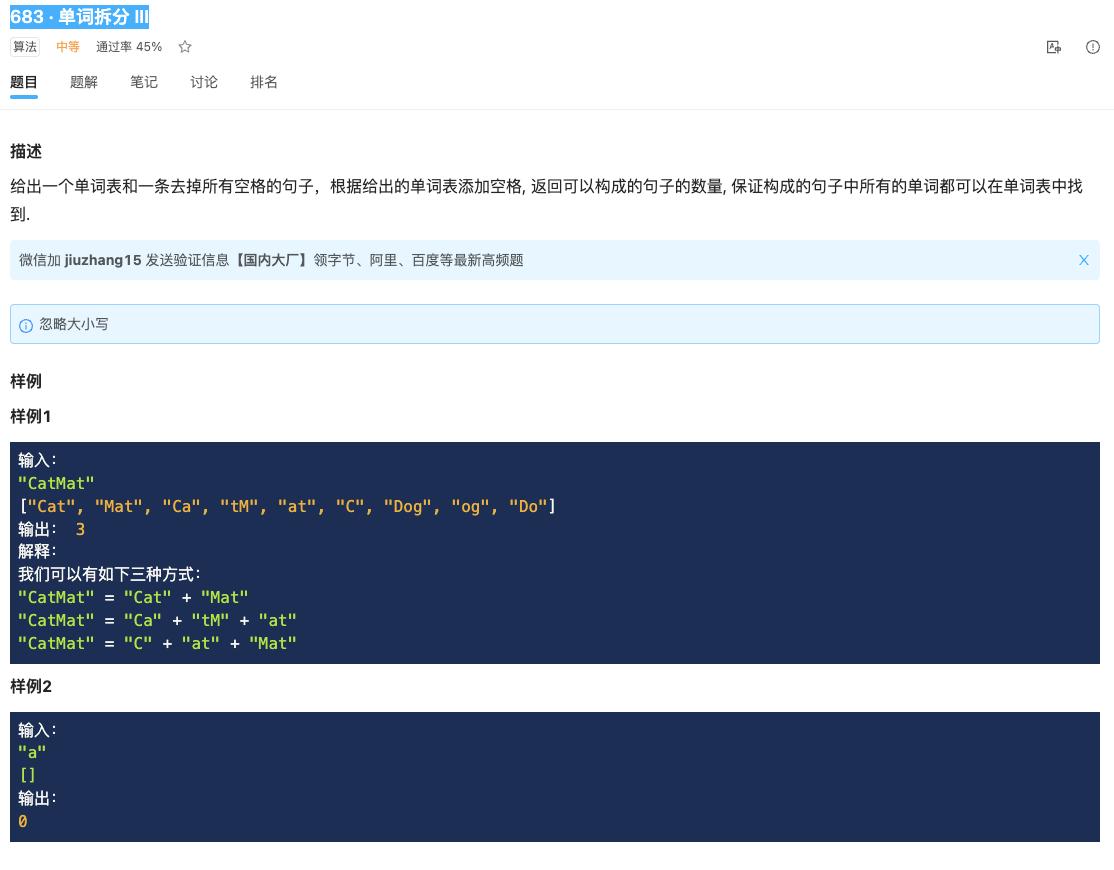 683 · 单词拆分 III
算法 中等 通过率 45%
题目 题解 笔记 讨论 排名
描述
给出一个单词表和一条去掉所有空格的句子，根据给出的单词表添加空格, 返回可以构成的句子的数量, 保证构成的句子中所有的单词都可以在单词表中找
到.
微信加 jiuzhang15 发送验证信息【国内大厂】领字节、阿里、百度等最新高频题 X
忽略大小写
样例
样例1
输入：
"CatMat"
["Cat", "Mat", "Ca", "tM", "at", "C", "Dog", "og", "Do"]
输出： 3
解释：
我们可以有如下三种方式：
"CatMat" = "Cat" + "Mat"
"CatMat" = "Ca" + "tM" + "at"
"CatMat" = "C" + "at" + "Mat"
样例2
输入：
"a"
[]
输出：
0